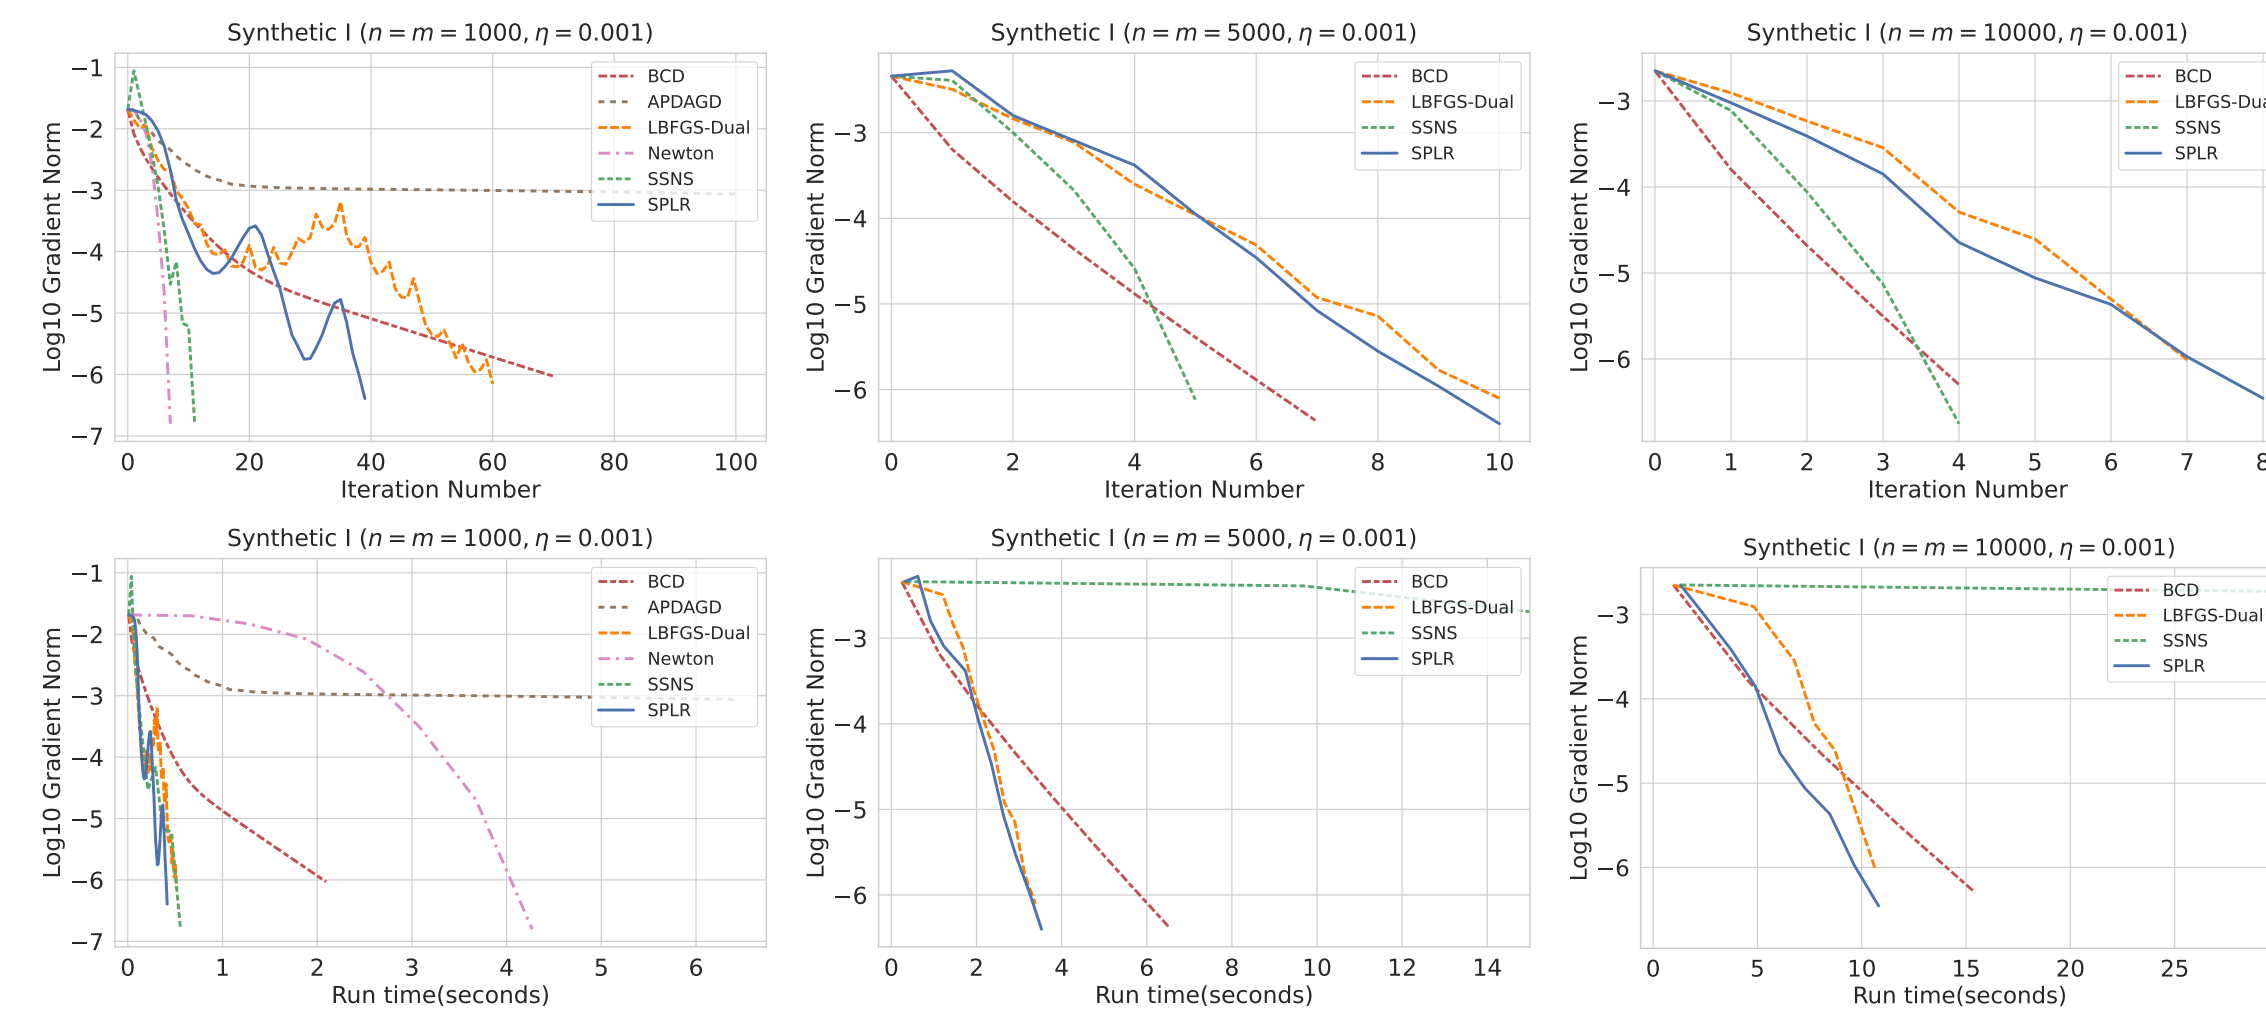 Synthetic I (n = m = 1000, η = 0.001)
Log10 Gradient Norm
−1
−2
−3
−4
−5
−6
−7
BCD
APDAGD
LBFGS-Dual
Newton
SSNS
SPLR
0 20 40 60 80 100
Iteration Number
Synthetic I (n = m = 5000, η = 0.001)
Log10 Gradient Norm
−3
−4
−5
−6
BCD
LBFGS-Dual
SSNS
SPLR
0 2 4 6 8 10
Iteration Number
Synthetic I (n = m = 10000, η = 0.001)
Log10 Gradient Norm
−3
−4
−5
−6
BCD
LBFGS-Dua
SSNS
SPLR
0 1 2 3 4 5 6 7 8
Iteration Number
Synthetic I (n = m = 1000, η = 0.001)
Log10 Gradient Norm
−1
−2
−3
−4
−5
−6
−7
BCD
APDAGD
LBFGS-Dual
Newton
SSNS
SPLR
0 1 2 3 4 5 6
Run time(seconds)
Synthetic I (n = m = 5000, η = 0.001)
Log10 Gradient Norm
−3
−4
−5
−6
BCD
LBFGS-Dual
SSNS
SPLR
0 2 4 6 8 10 12 14
Run time(seconds)
Synthetic I (n = m = 10000, η = 0.001)
Log10 Gradient Norm
−3
−4
−5
−6
BCD
LBFGS-Dual
SSNS
SPLR
0 5 10 15 20 25
Run time(seconds)